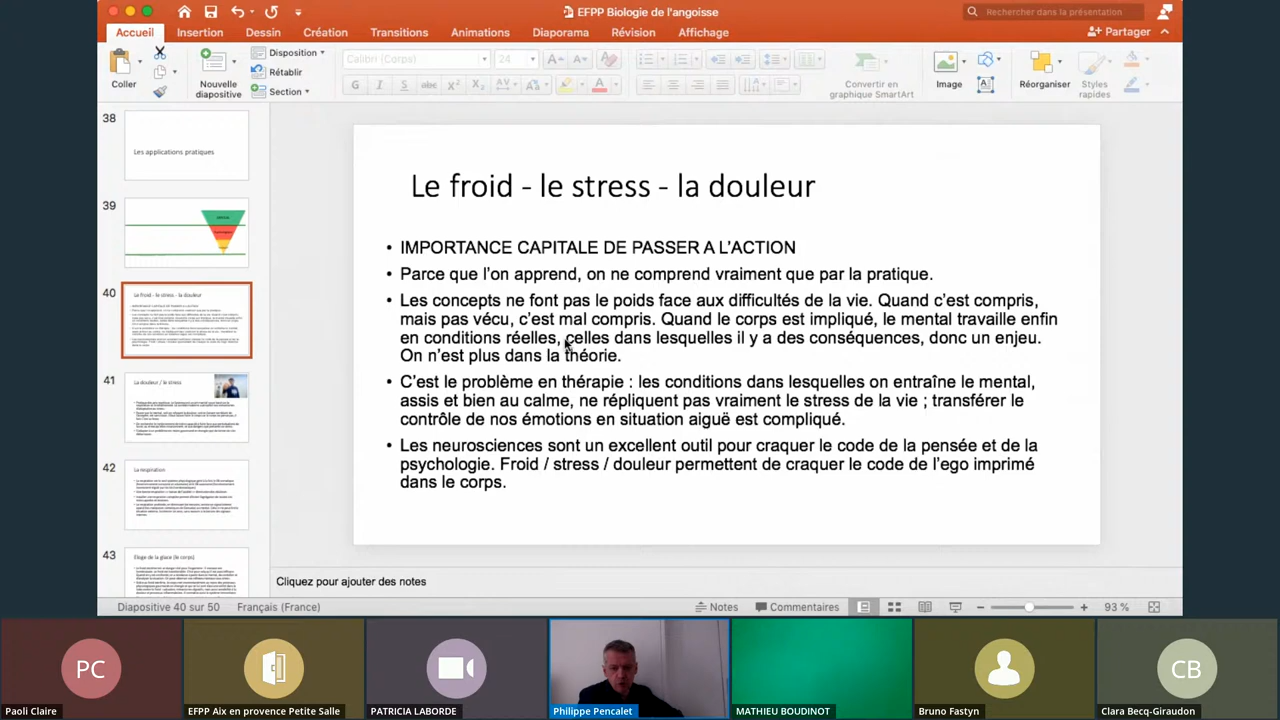 EFPP Biologie de l'angoisse
Rechercher dans la présentation
Accueil Insertion Dessin Création Transitions Animations Diaporama Révision Affichage
Partager
Coller
Nouvelle diapositive
Disposition
Rétablir
Section
Calibri (Corps) 24
Convertir en graphique SmartArt
Image
Réorganiser
Styles rapides
38
Les applications pratiques
39
40
Le froid - le stress - la douleur
41
La douleur / le stress
42
La respiration
43
Eloge de la glace (le corps)
Le froid - le stress - la douleur
• IMPORTANCE CAPITALE DE PASSER A L'ACTION
• Parce que l'on apprend, on ne comprend vraiment que par la pratique.
• Les concepts ne font pas le poids face aux difficultés de la vie. Quand c'est compris,
mais non vécu, c'est mal compris. Quand le corps est impliqué, le mental travaille enfin
en conditions réelles, celles dans lesquelles il y a des conséquences, donc un enjeu.
On n'est plus dans la théorie.
• C'est le problème en thérapie : les conditions dans lesquelles on entraîne le mental,
assis et bien au calme, n'impliquent pas vraiment le stress de la vie ; transférer le
contrôle de nos émotions en situation aiguë est compliqué.
• Les neurosciences sont un excellent outil pour craquer le code de la pensée et de la
psychologie. Froid / stress / douleur permettent de craquer le code de l'ego imprimé
dans le corps.
Cliquez pour ajouter des notes
Diapositive 40 sur 50 Français (France) Notes Commentaires 93 %
PC CB
Paoli Claire EFPP Aix en provence Petite Salle PATRICIA LABORDE Philippe Pencalet MATHIEU BOUDINOT Bruno Fastyn Clara Becq-Giraudon